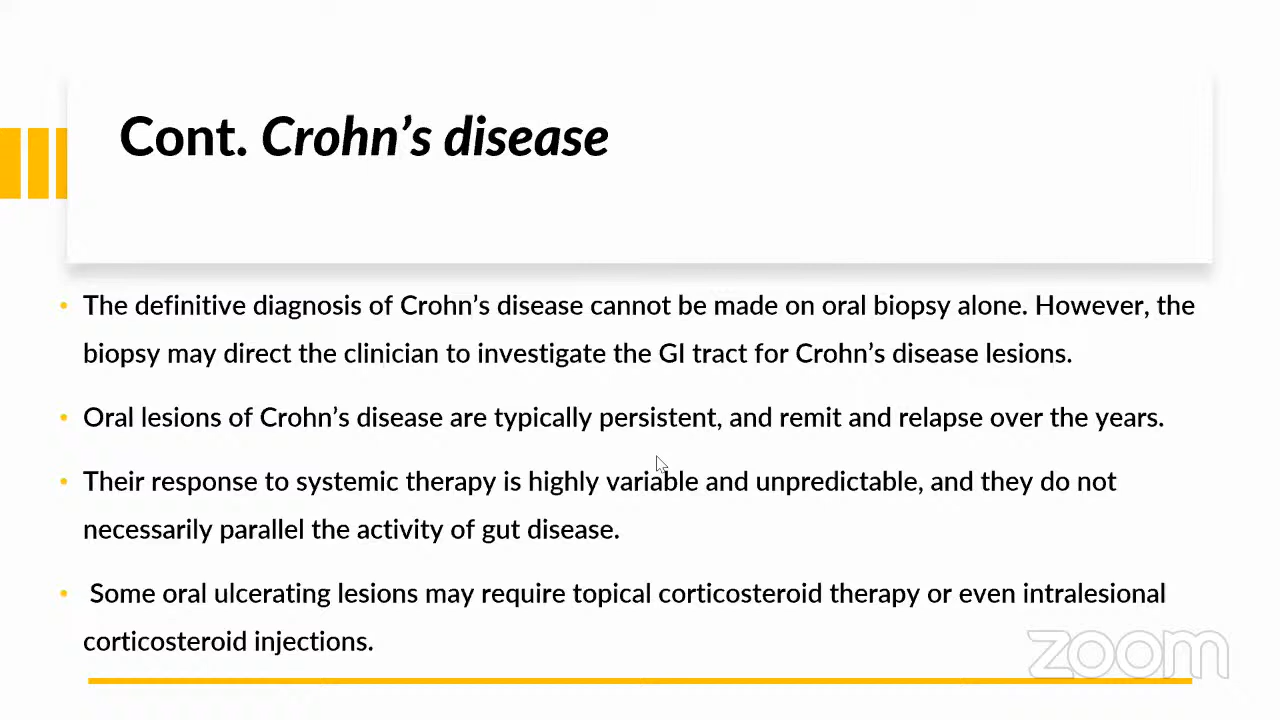 Cont. Crohn’s disease
• The definitive diagnosis of Crohn’s disease cannot be made on oral biopsy alone. However, the
biopsy may direct the clinician to investigate the GI tract for Crohn’s disease lesions.
• Oral lesions of Crohn’s disease are typically persistent, and remit and relapse over the years.
• Their response to systemic therapy is highly variable and unpredictable, and they do not
necessarily parallel the activity of gut disease.
• Some oral ulcerating lesions may require topical corticosteroid therapy or even intralesional
corticosteroid injections.
zoom